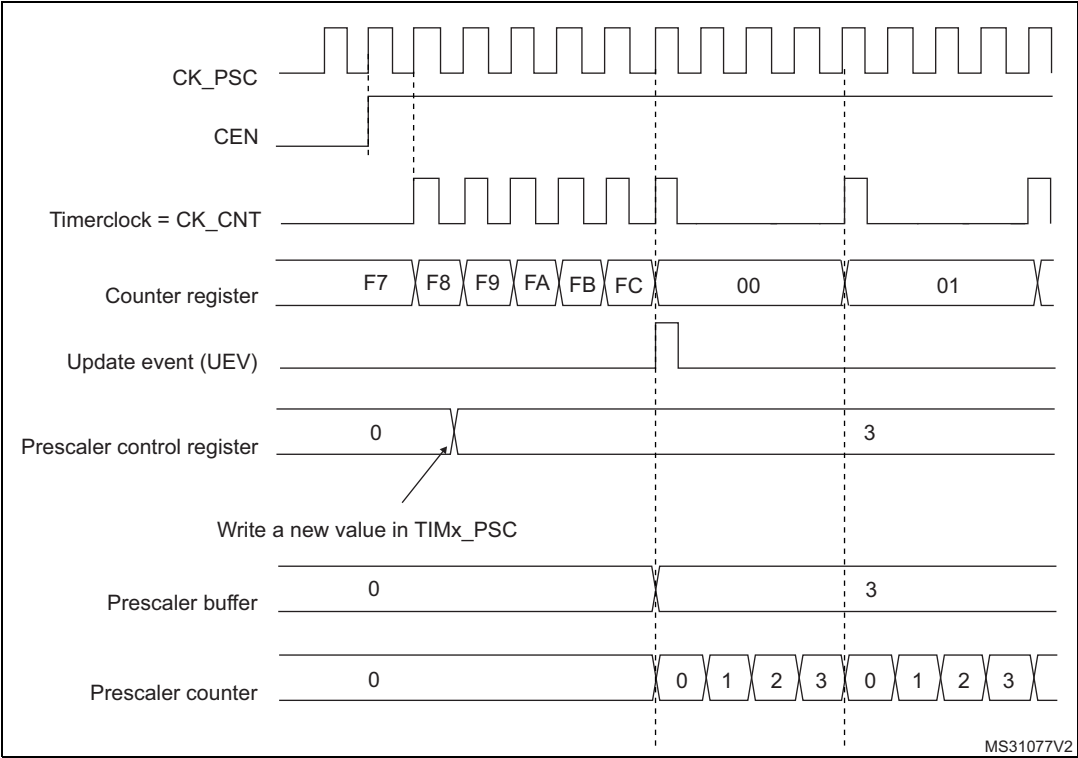 CK_PSC
CEN
Timerclock = CK_CNT
Counter register F7 F8 F9 FA FB FC 00 01
Update event (UEV)
Prescaler control register 0 3
Write a new value in TIMx_PSC
Prescaler buffer 0 3
Prescaler counter 0 0 1 2 3 0 1 2 3
MS31077V2